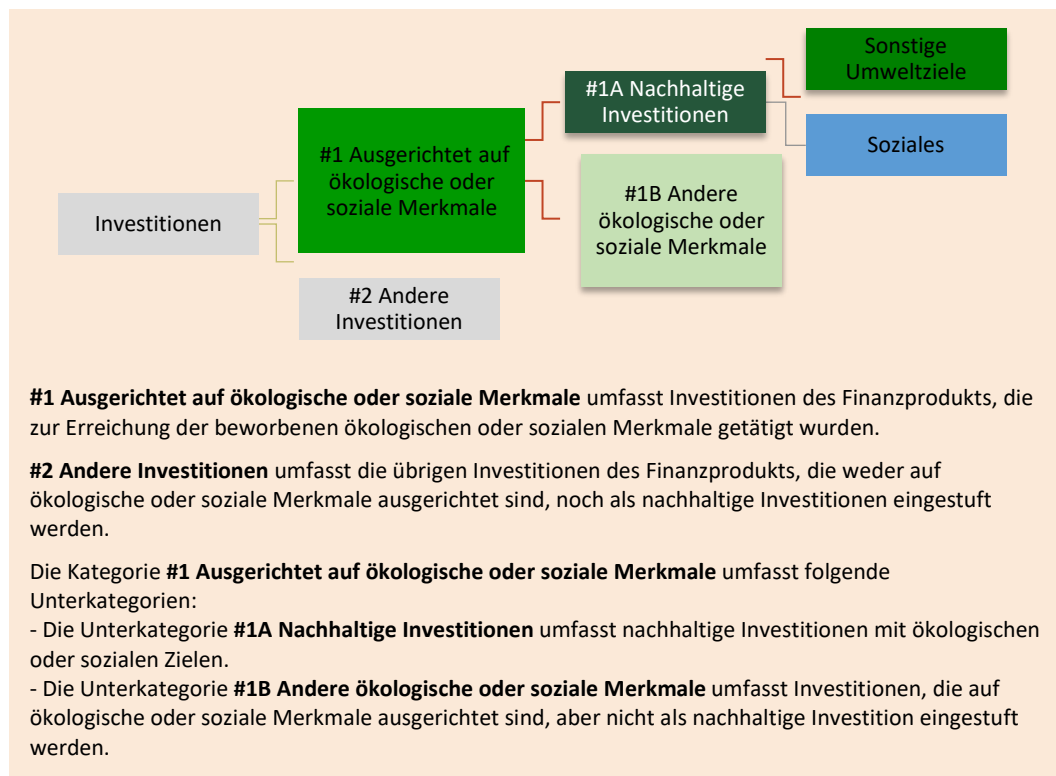 Sonstige
Umweltziele
#1A Nachhaltige
Investitionen
#1 Ausgerichtet auf
ökologische oder
soziale Merkmale
Soziales
#1B Andere
ökologische oder
soziale Merkmale
Investitionen
#2 Andere
Investitionen
#1 Ausgerichtet auf ökologische oder soziale Merkmale umfasst Investitionen des Finanzprodukts, die
zur Erreichung der beworbenen ökologischen oder sozialen Merkmale getätigt wurden.
#2 Andere Investitionen umfasst die übrigen Investitionen des Finanzprodukts, die weder auf
ökologische oder soziale Merkmale ausgerichtet sind, noch als nachhaltige Investitionen eingestuft
werden.
Die Kategorie #1 Ausgerichtet auf ökologische oder soziale Merkmale umfasst folgende
Unterkategorien:
- Die Unterkategorie #1A Nachhaltige Investitionen umfasst nachhaltige Investitionen mit ökologischen
oder sozialen Zielen.
- Die Unterkategorie #1B Andere ökologische oder soziale Merkmale umfasst Investitionen, die auf
ökologische oder soziale Merkmale ausgerichtet sind, aber nicht als nachhaltige Investition eingestuft
werden.